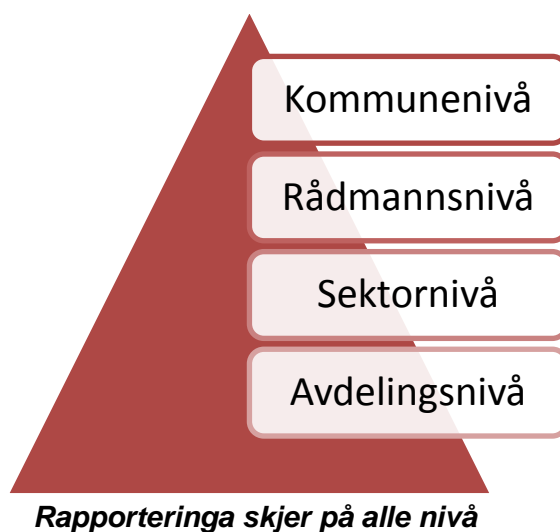 Kommunenivå
Rådmannsnivå
Sektornivå
Avdelingsnivå
Rapporteringa skjer på alle nivå